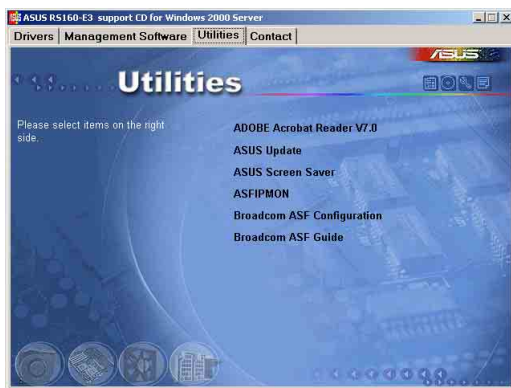 ASUS RS160-E3 support CD for Windows 2000 Server
Drivers Management Software Utilities Contact
ASUS
Utilities
Please select items on the right
side.
ADOBE Acrobat Reader V7.0
ASUS Update
ASUS Screen Saver
ASFIPMON
Broadcom ASF Configuration
Broadcom ASF Guide